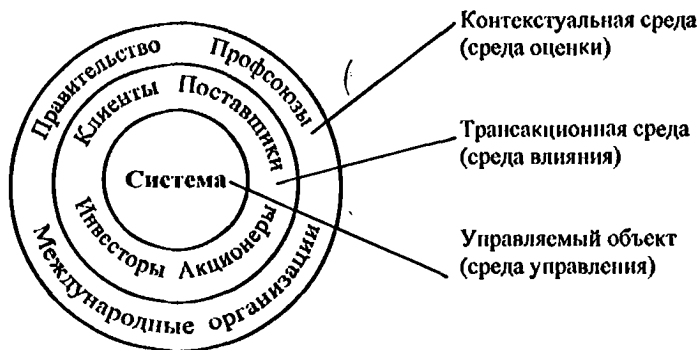 Правительство Профсоюзы
Клиенты Поставщики
Система
Инвесторы Акционеры
Международные организации
Контекстуальная среда
(среда оценки)
Трансакционная среда
(среда влияния)
Управляемый объект
(среда управления)